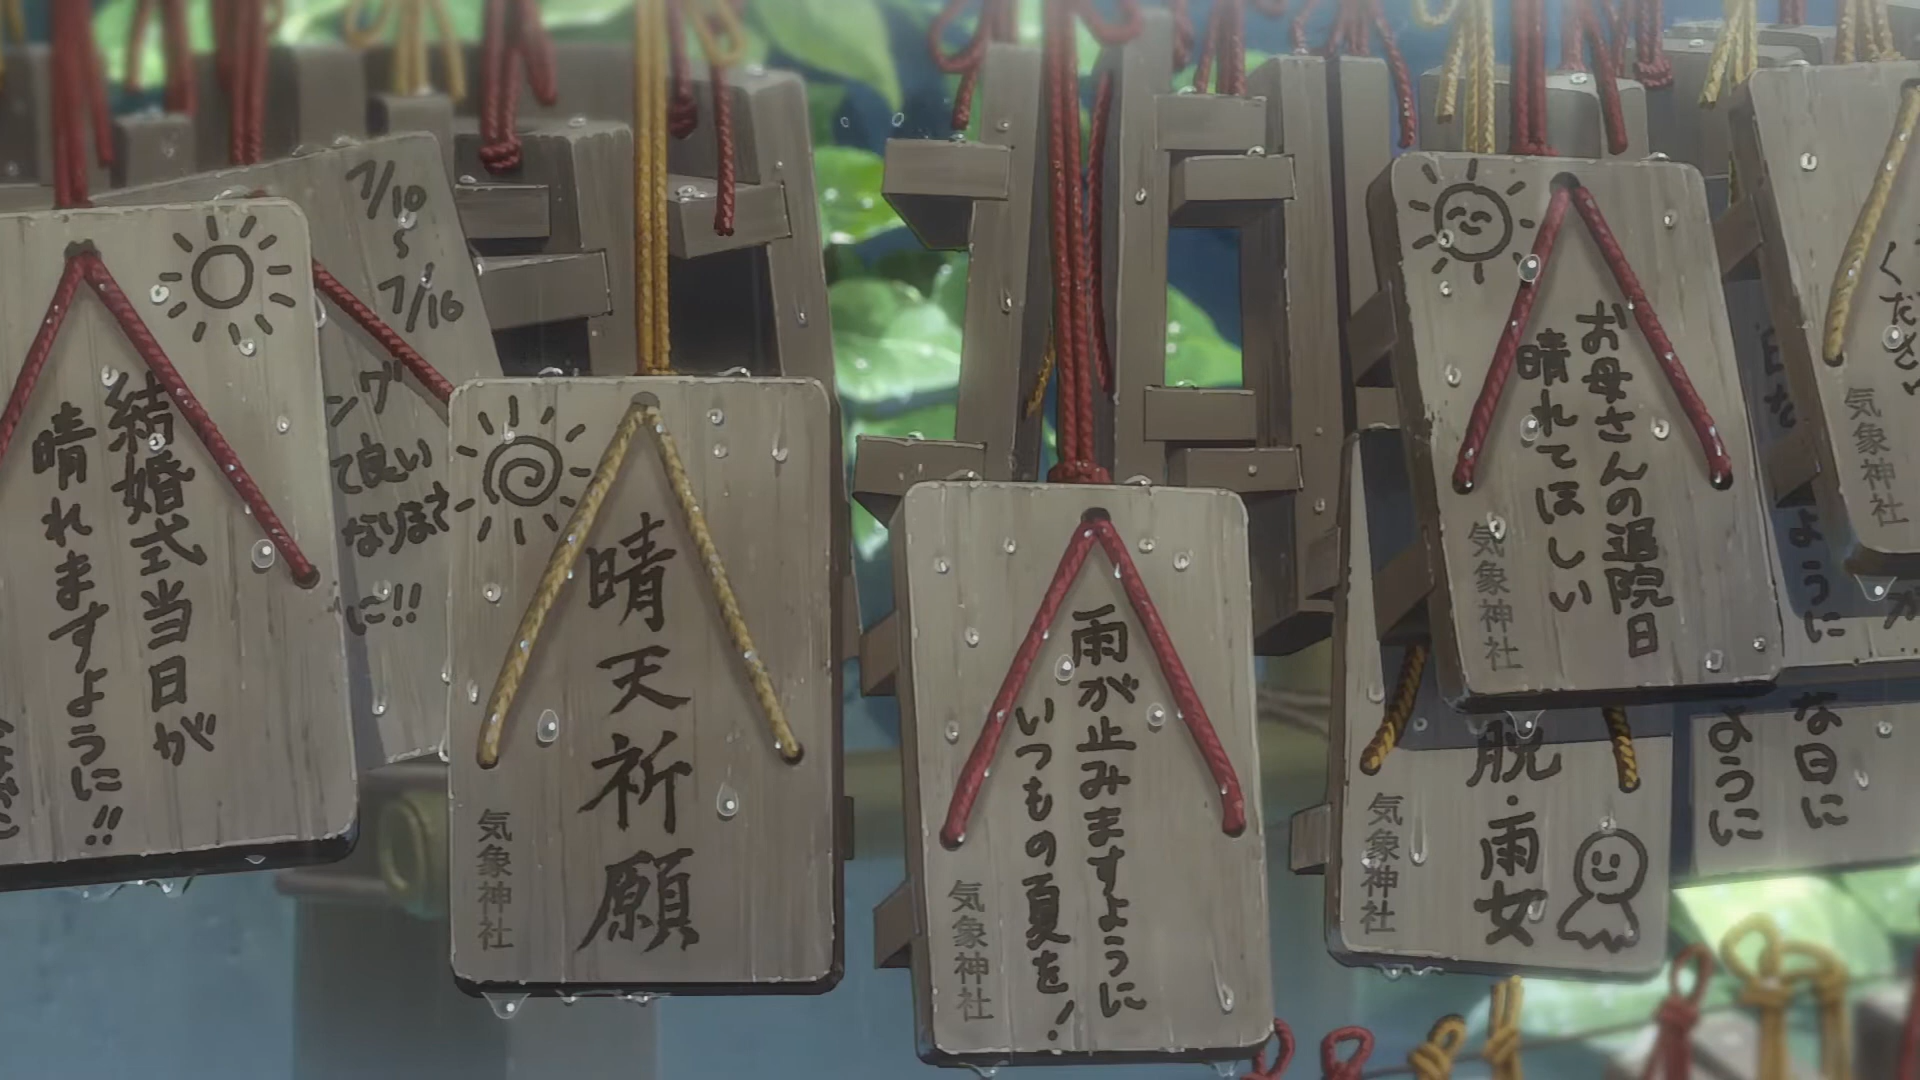 結婚式当日が
晴れますように!!
7/10
~
7/16
て良い
なりまさ
に!!
晴天祈願
気象神社
雨が止みますように
いつもの夏を!
気象神社
お母さんの退院日
晴れてほしい
気象神社
脱・雨女
気象神社
ください
気象神社
ように
な日に
ように